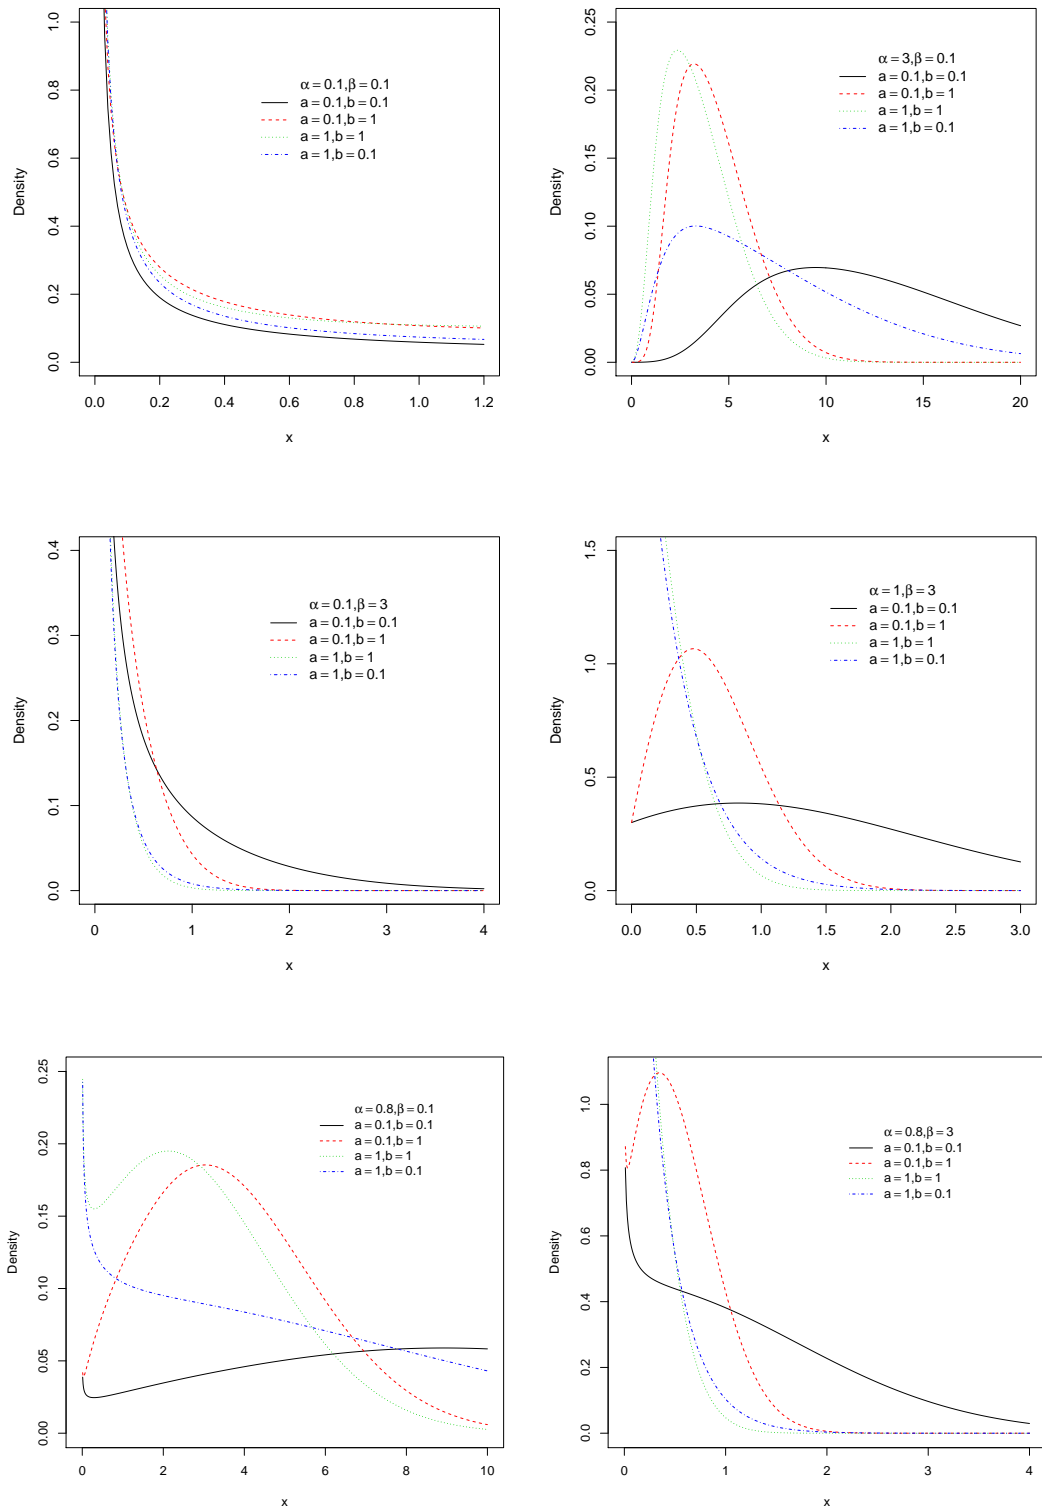 α = 0.1,β = 0.1
a = 0.1,b = 0.1
a = 0.1,b = 1
a = 1,b = 1
a = 1,b = 0.1
Density
0.0
0.2
0.4
0.6
0.8
1.0
0.0 0.2 0.4 0.6 0.8 1.0 1.2
x
α = 3,β = 0.1
a = 0.1,b = 0.1
a = 0.1,b = 1
a = 1,b = 1
a = 1,b = 0.1
Density
0.00
0.05
0.10
0.15
0.20
0.25
0 5 10 15 20
x
α = 0.1,β = 3
a = 0.1,b = 0.1
a = 0.1,b = 1
a = 1,b = 1
a = 1,b = 0.1
Density
0.0
0.1
0.2
0.3
0.4
0 1 2 3 4
x
α = 1,β = 3
a = 0.1,b = 0.1
a = 0.1,b = 1
a = 1,b = 1
a = 1,b = 0.1
Density
0.0
0.5
1.0
1.5
0.0 0.5 1.0 1.5 2.0 2.5 3.0
x
α = 0.8,β = 0.1
a = 0.1,b = 0.1
a = 0.1,b = 1
a = 1,b = 1
a = 1,b = 0.1
Density
0.00
0.05
0.10
0.15
0.20
0.25
0 2 4 6 8 10
x
α = 0.8,β = 3
a = 0.1,b = 0.1
a = 0.1,b = 1
a = 1,b = 1
a = 1,b = 0.1
Density
0.0
0.2
0.4
0.6
0.8
1.0
0 1 2 3 4
x